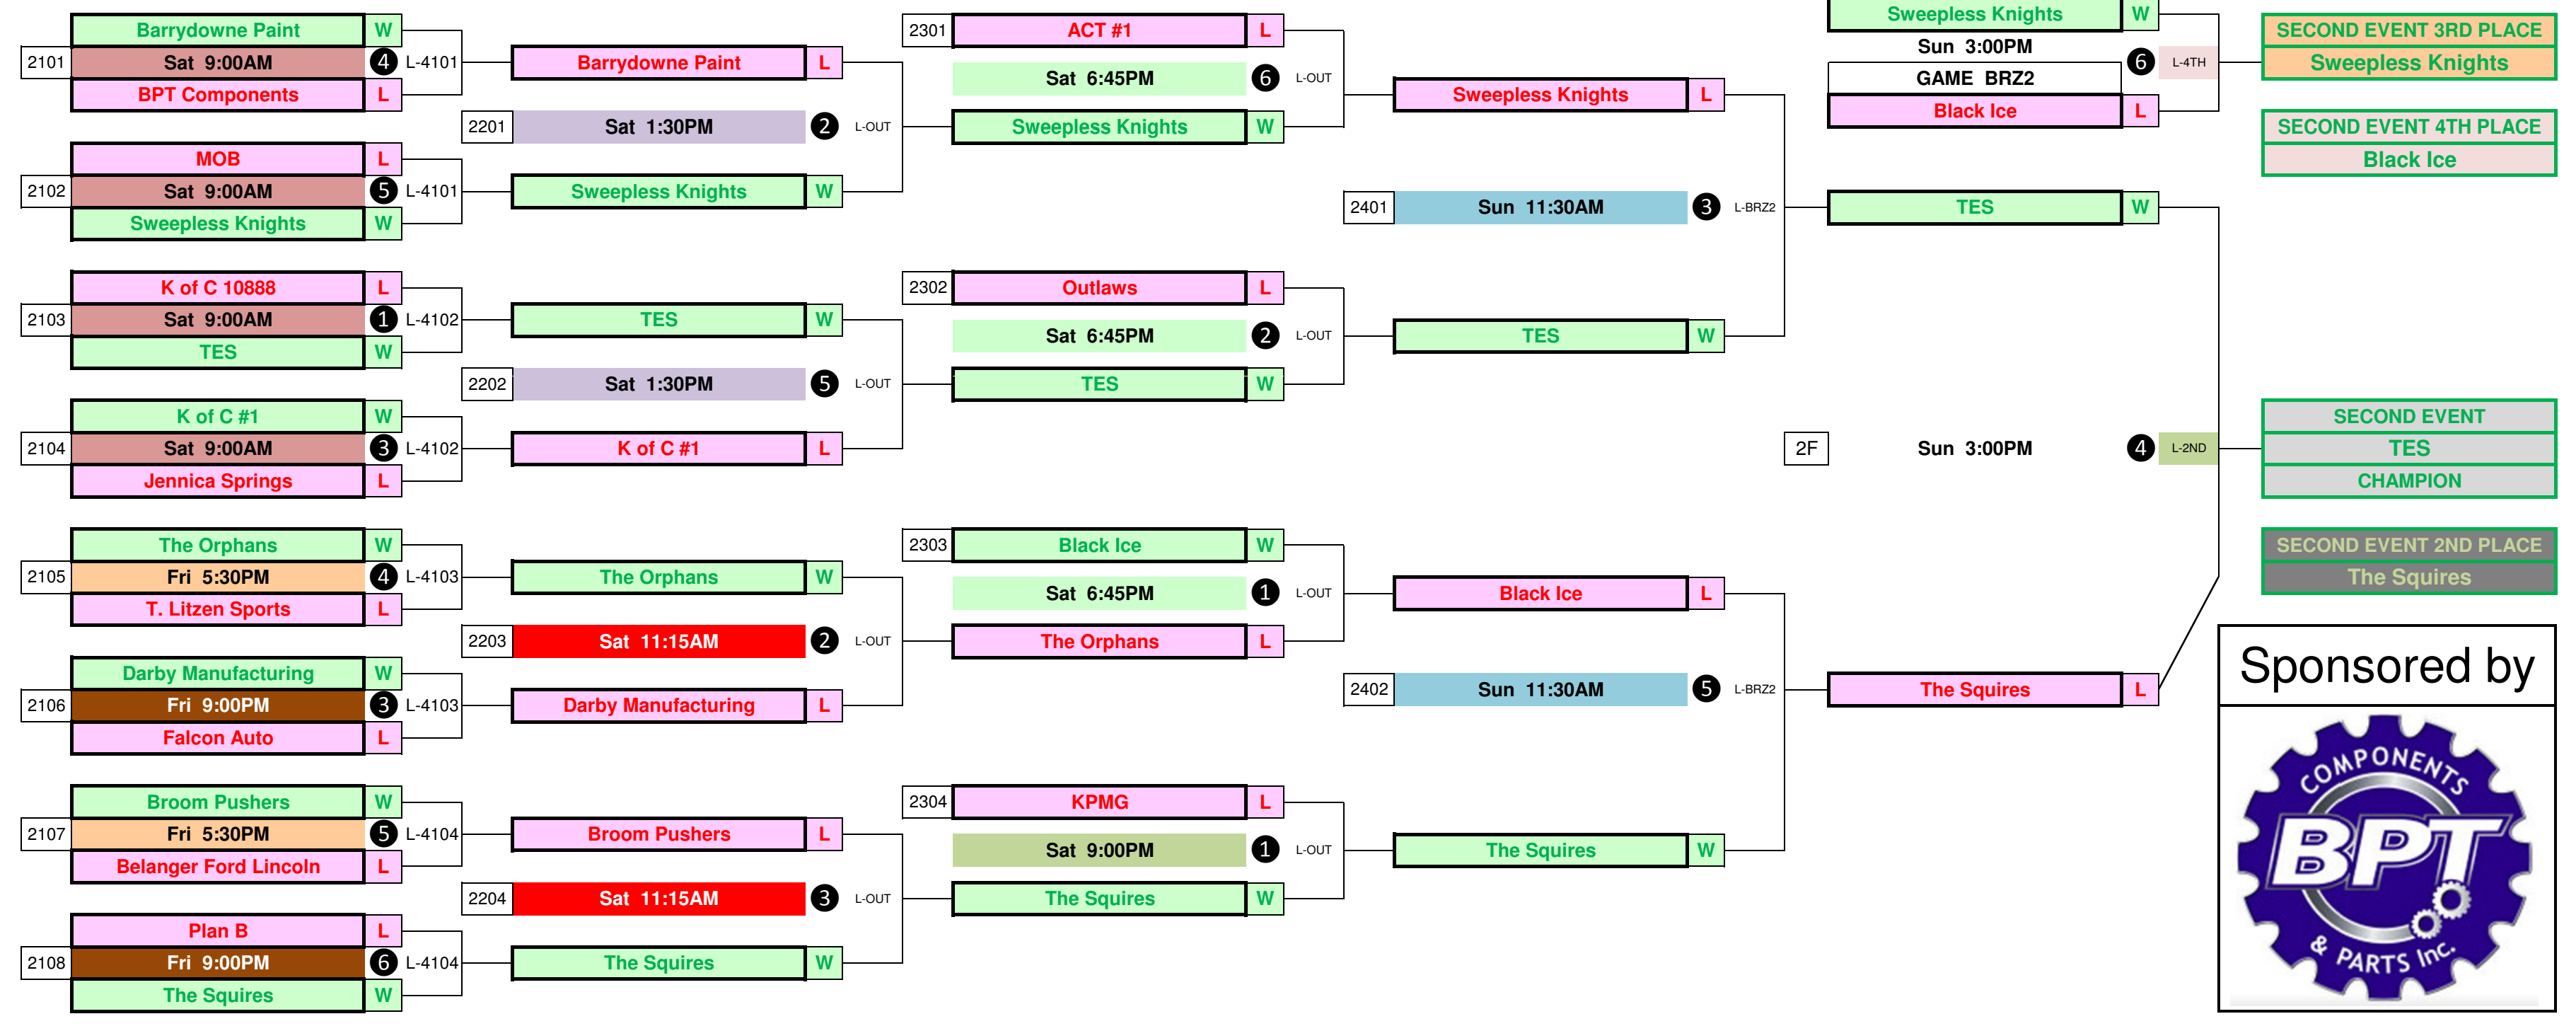 Barrydowne Paint W
2101 Sat 9:00AM 4 L-4101
BPT Components L
MOB L
2102 Sat 9:00AM 5 L-4101
Sweepless Knights W
K of C 10888 L
2103 Sat 9:00AM 1 L-4102
TES W
K of C #1 W
2104 Sat 9:00AM 3 L-4102
Jennica Springs L
The Orphans W
2105 Fri 5:30PM 4 L-4103
T. Litzen Sports L
Darby Manufacturing W
2106 Fri 9:00PM 3 L-4103
Falcon Auto L
Broom Pushers W
2107 Fri 5:30PM 5 L-4104
Belanger Ford Lincoln L
Plan B L
2108 Fri 9:00PM 6 L-4104
The Squires W
Barrydowne Paint L
2201 Sat 1:30PM 2 L-OUT
Sweepless Knights W
TES W
2202 Sat 1:30PM 5 L-OUT
K of C #1 L
The Orphans W
2203 Sat 11:15AM 2 L-OUT
Darby Manufacturing L
Broom Pushers L
2204 Sat 11:15AM 3 L-OUT
The Squires W
2301 ACT #1 L
Sat 6:45PM 6 L-OUT
Sweepless Knights W
2302 Outlaws L
Sat 6:45PM 2 L-OUT
TES W
2303 Black Ice W
Sat 6:45PM 1 L-OUT
The Orphans L
2304 KPMG L
Sat 9:00PM 1 L-OUT
The Squires W
Sweepless Knights L
2401 Sun 11:30AM 3 L-BRZ2
TES W
Black Ice L
2402 Sun 11:30AM 5 L-BRZ2
The Squires W
Sweepless Knights W
Sun 3:00PM
6 L-4TH
GAME BRZ2
Black Ice L
TES W
2F Sun 3:00PM 4 L-2ND
The Squires L
SECOND EVENT 3RD PLACE
Sweepless Knights
SECOND EVENT 4TH PLACE
Black Ice
SECOND EVENT
TES
CHAMPION
SECOND EVENT 2ND PLACE
The Squires
Sponsored by
COMPONENTS
BPT
& PARTS Inc.